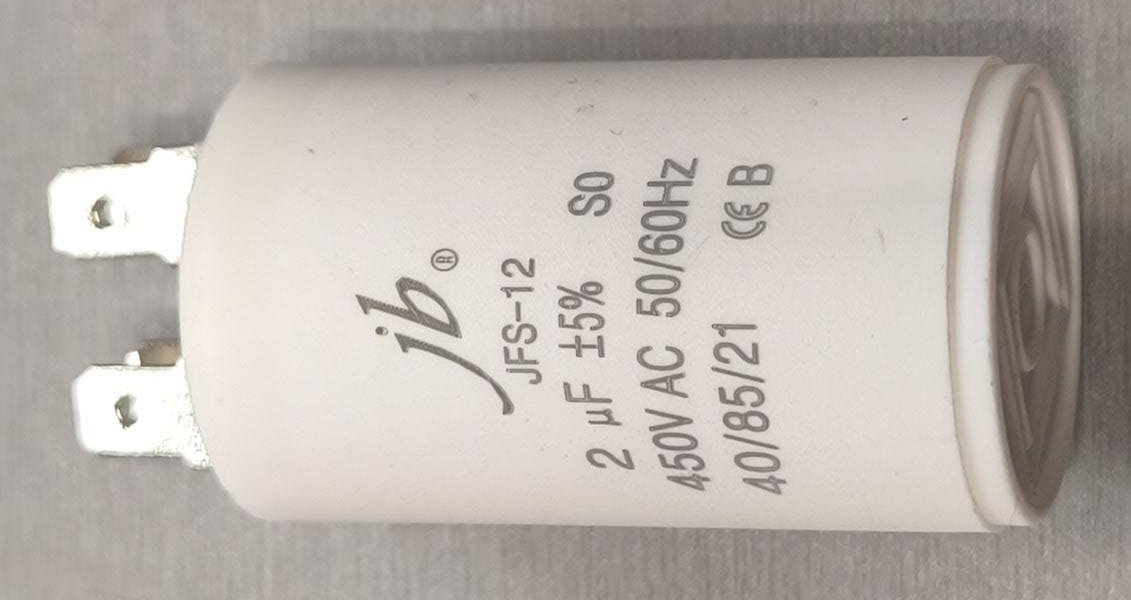 jb®
JFS-12
2 µF ±5% S0
450V AC 50/60Hz
40/85/21 CE B